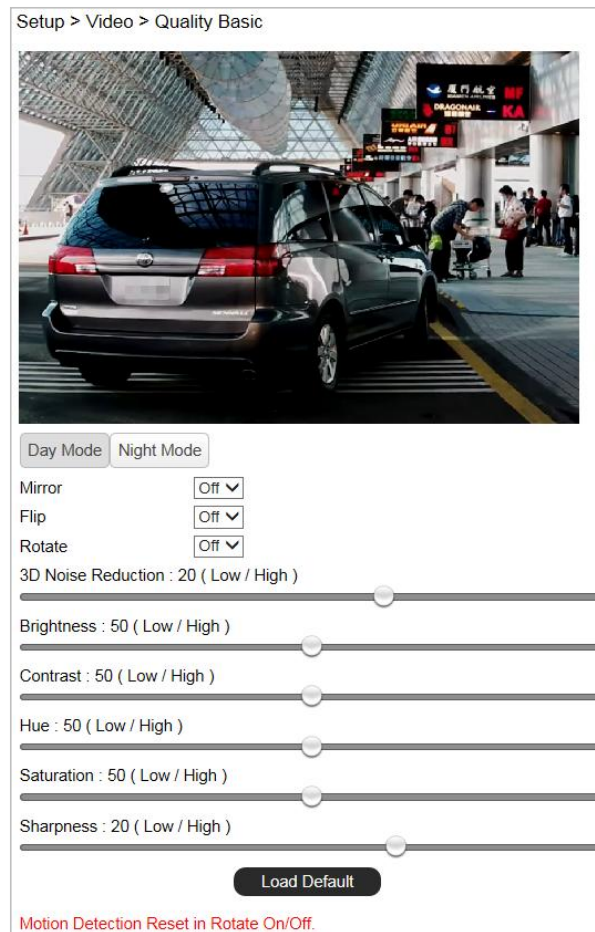 Setup > Video > Quality Basic
厦门航空 MF
DRAGONAIR KA
Day Mode Night Mode
Mirror Off
Flip Off
Rotate Off
3D Noise Reduction : 20 ( Low / High )
Brightness : 50 ( Low / High )
Contrast : 50 ( Low / High )
Hue : 50 ( Low / High )
Saturation : 50 ( Low / High )
Sharpness : 20 ( Low / High )
Load Default
Motion Detection Reset in Rotate On/Off.